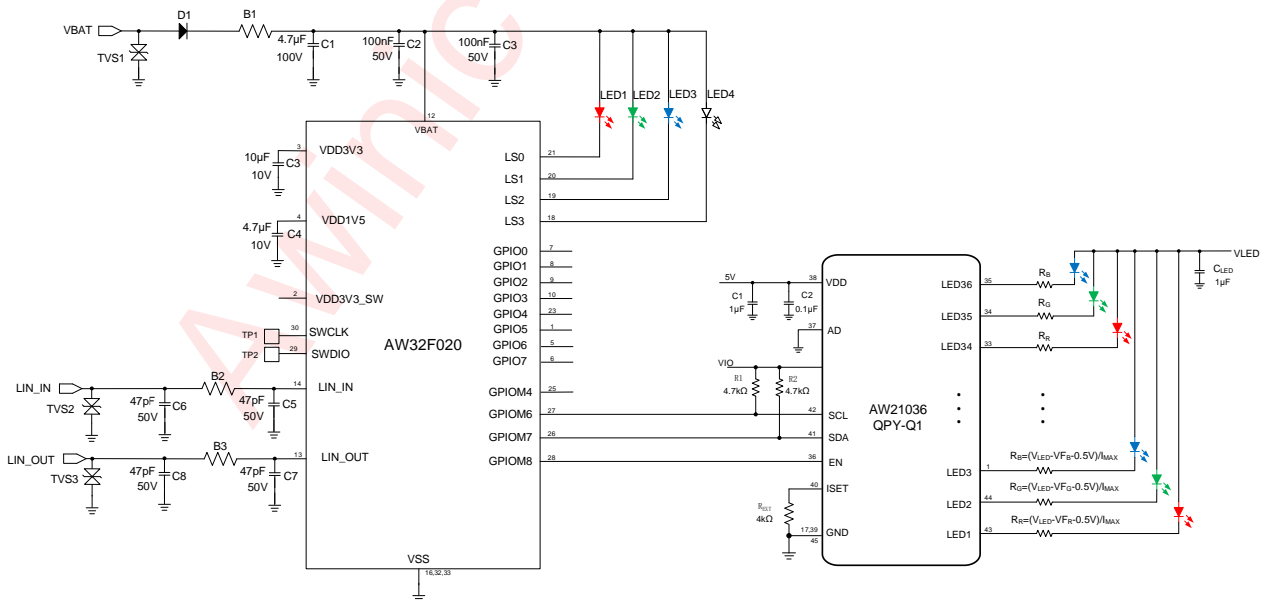 VBAT
D1
B1
TVS1
4.7µF
100V
C1
100nF
50V
C2
100nF
50V
C3
LED1
LED2
LED3
LED4
12
VBAT
3
VDD3V3
10µF
10V
C3
4
VDD1V5
4.7µF
10V
C4
2
VDD3V3_SW
TP1
30
SWCLK
TP2
29
SWDIO
LIN_IN
TVS2
47pF
50V
C6
B2
47pF
50V
C5
14
LIN_IN
LIN_OUT
TVS3
47pF
50V
C8
B3
47pF
50V
C7
13
LIN_OUT
AW32F020
LS0
21
LS1
20
LS2
19
LS3
18
GPIO0
7
GPIO1
8
GPIO2
9
GPIO3
10
GPIO4
23
GPIO5
1
GPIO6
5
GPIO7
6
GPIOM4
25
GPIOM6
27
GPIOM7
26
GPIOM8
28
VSS
16,32,33
5V
C1
1µF
C2
0.1µF
38
VDD
37
AD
VIO
R1
4.7kΩ
R2
4.7kΩ
42
SCL
41
SDA
36
EN
40
ISET
REXT
4kΩ
17,39
45
GND
AW21036
QPY-Q1
LED36
35
RB
LED35
34
RG
LED34
33
RR
VLED
CLED
1µF
LED3
1
RB=(VLED-VFB-0.5V)/IMAX
LED2
44
RG=(VLED-VFG-0.5V)/IMAX
LED1
43
RR=(VLED-VFR-0.5V)/IMAX
Awinic